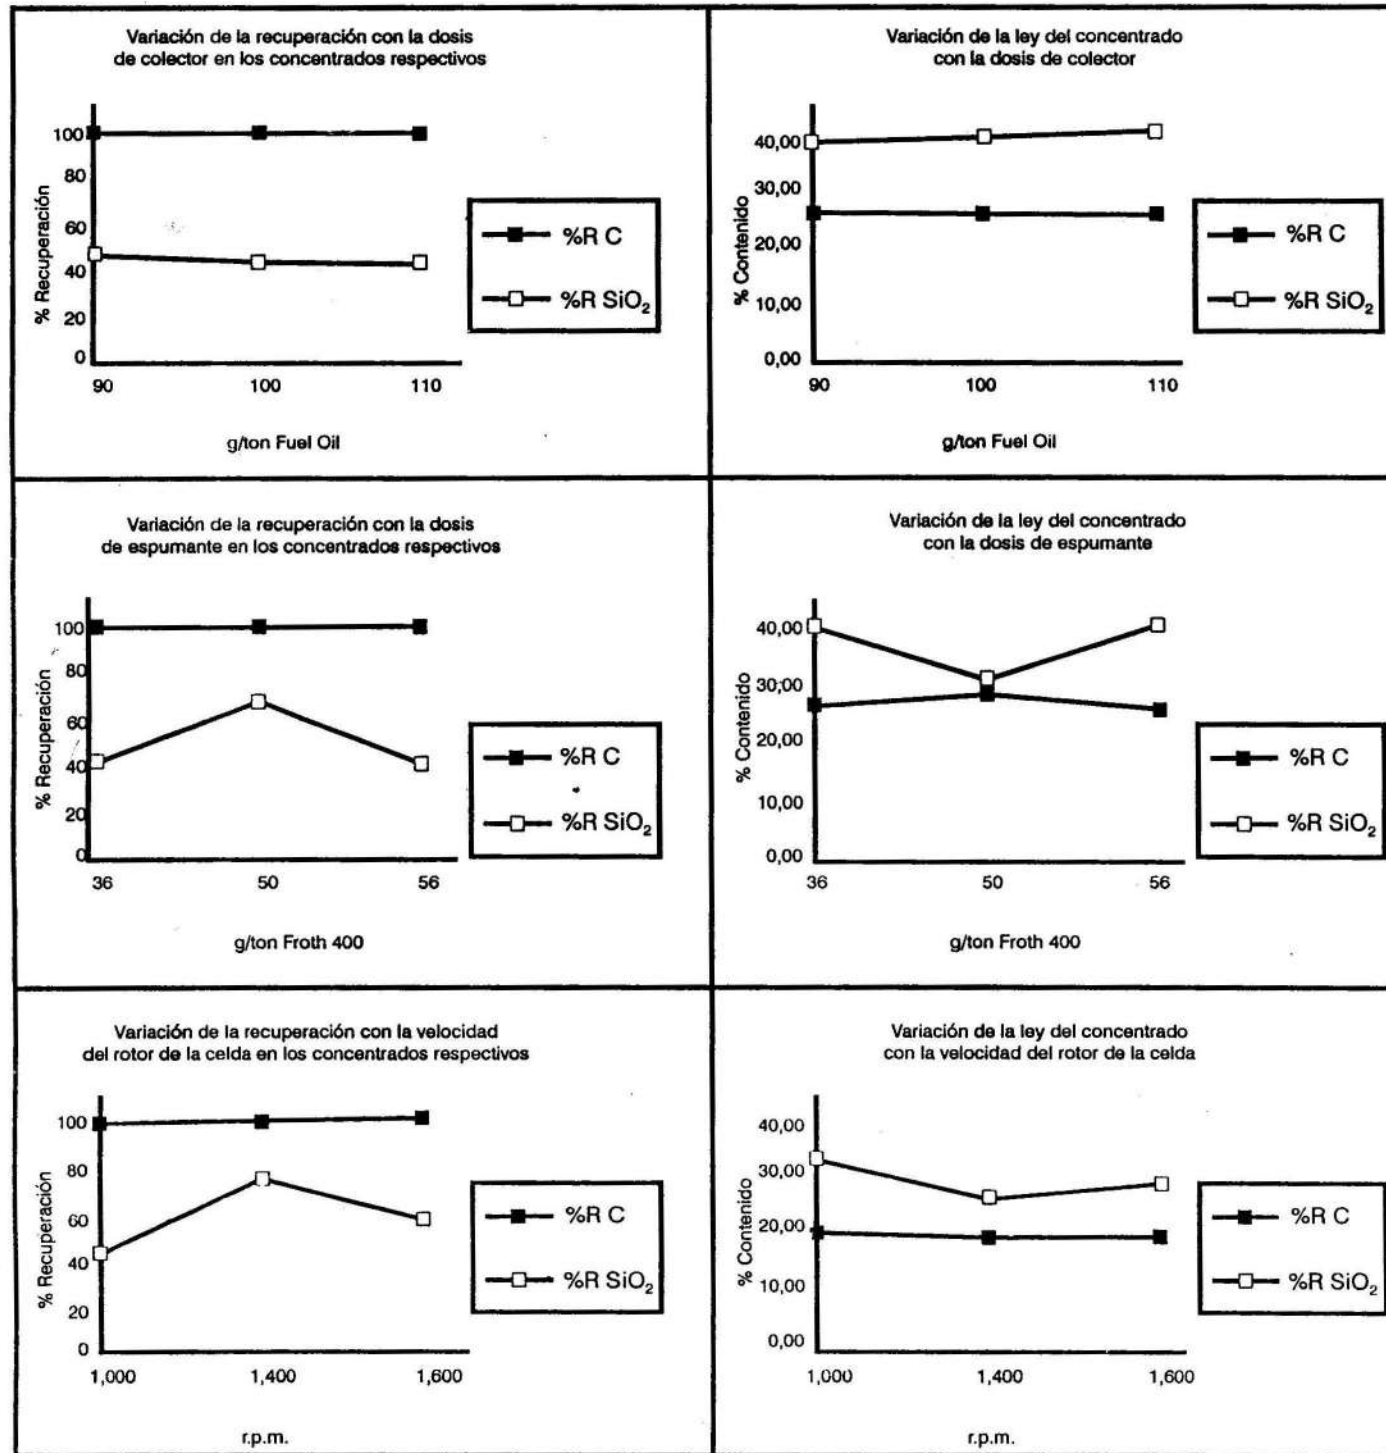 Variación de la recuperación con la dosis
de colector en los concentrados respectivos
% Recuperación
100
80
60
40
20
0
90
100
110
g/ton Fuel Oil
%R C
%R SiO₂
Variación de la ley del concentrado
con la dosis de colector
% Contenido
40,00
30,00
20,00
10,00
0,00
90
100
110
g/ton Fuel Oil
%R C
%R SiO₂
Variación de la recuperación con la dosis
de espumante en los concentrados respectivos
% Recuperación
100
80
60
40
20
0
36
50
56
g/ton Froth 400
%R C
%R SiO₂
Variación de la ley del concentrado
con la dosis de espumante
% Contenido
40,00
30,00
20,00
10,00
0,00
36
50
56
g/ton Froth 400
%R C
%R SiO₂
Variación de la recuperación con la velocidad
del rotor de la celda en los concentrados respectivos
% Recuperación
100
80
60
40
20
0
1,000
1,400
1,600
r.p.m.
%R C
%R SiO₂
Variación de la ley del concentrado
con la velocidad del rotor de la celda
% Contenido
40,00
30,00
20,00
10,00
0,00
1,000
1,400
1,600
r.p.m.
%R C
%R SiO₂